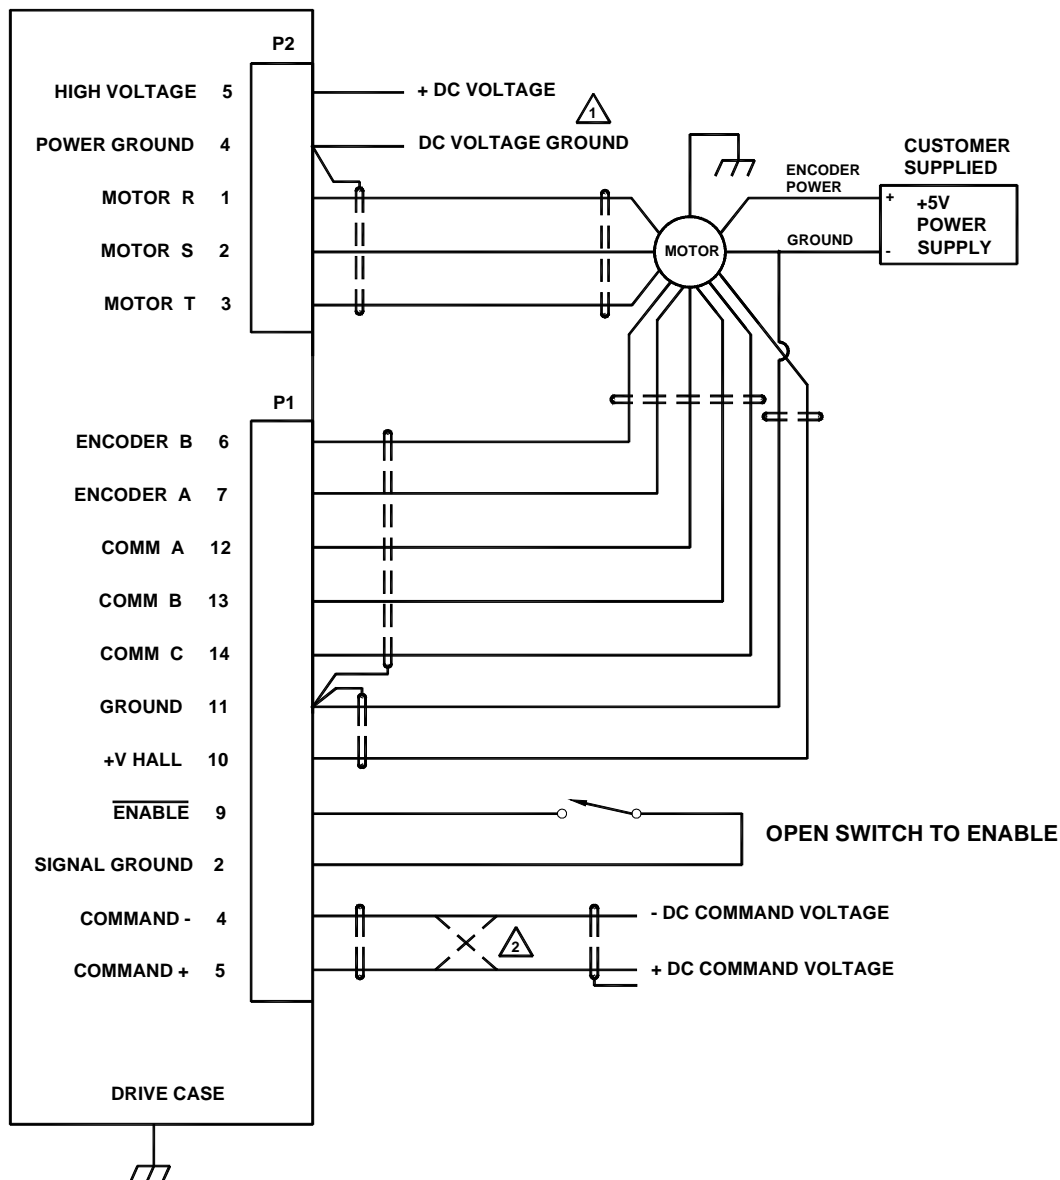 P2
HIGH VOLTAGE 5
+ DC VOLTAGE
1
POWER GROUND 4
DC VOLTAGE GROUND
CUSTOMER
SUPPLIED
ENCODER
POWER
MOTOR R 1
+ +5V
POWER
SUPPLY
-
GROUND
MOTOR S 2
MOTOR
MOTOR T 3
P1
ENCODER B 6
ENCODER A 7
COMM A 12
COMM B 13
COMM C 14
GROUND 11
+V HALL 10
ENABLE 9
OPEN SWITCH TO ENABLE
SIGNAL GROUND 2
COMMAND - 4
- DC COMMAND VOLTAGE
2
COMMAND + 5
+ DC COMMAND VOLTAGE
DRIVE CASE